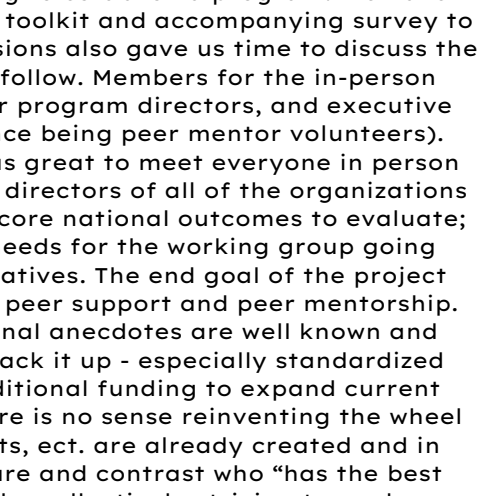 toolkit and accompanying survey to
sions also gave us time to discuss the
follow. Members for the in-person
r program directors, and executive
nce being peer mentor volunteers).
as great to meet everyone in person
directors of all of the organizations
core national outcomes to evaluate;
needs for the working group going
atives. The end goal of the project
peer support and peer mentorship.
nal anecdotes are well known and
ack it up - especially standardized
ditional funding to expand current
re is no sense reinventing the wheel
ts, ect. are already created and in
are and contrast who “has the best